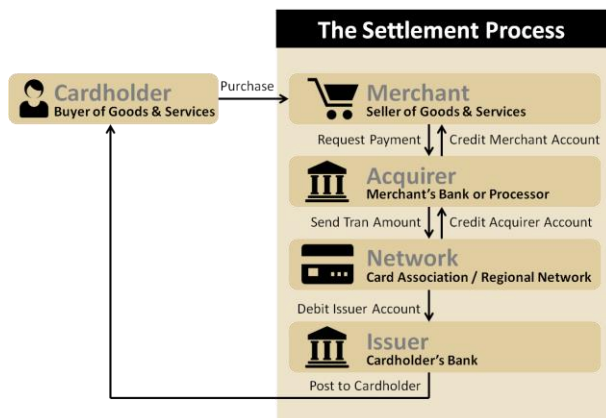 The Settlement Process
Cardholder
Buyer of Goods & Services
Purchase
Merchant
Seller of Goods & Services
Request Payment
Credit Merchant Account
Acquirer
Merchant's Bank or Processor
Send Tran Amount
Credit Acquirer Account
Network
Card Association / Regional Network
Debit Issuer Account
Issuer
Cardholder's Bank
Post to Cardholder